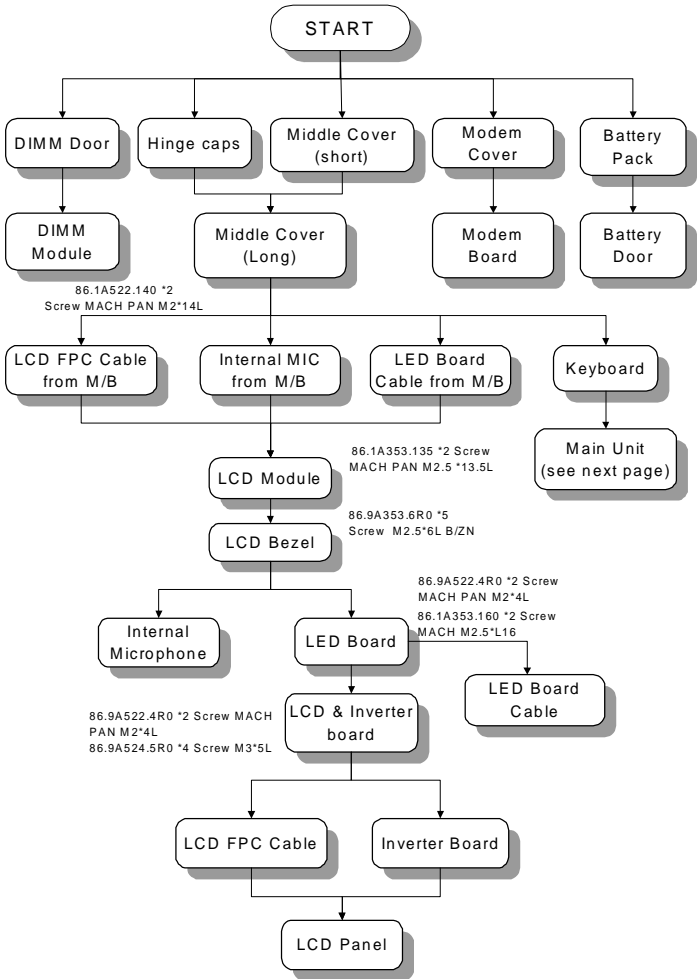 START
DIMM Door
Hinge caps
Middle Cover
(short)
Modem
Cover
Battery
Pack
DIMM
Module
Middle Cover
(Long)
Modem
Board
Battery
Door
86.1A522.140 *2
Screw MACH PAN M2*14L
LCD FPC Cable
from M/B
Internal MIC
from M/B
LED Board
Cable from M/B
Keyboard
Main Unit
(see next page)
86.1A353.135 *2 Screw
MACH PAN M2.5 *13.5L
LCD Module
86.9A353.6R0 *5
Screw M2.5*6L B/ZN
LCD Bezel
86.9A522.4R0 *2 Screw
MACH PAN M2*4L
86.1A353.160 *2 Screw
MACH M2.5*L16
Internal
Microphone
LED Board
LED Board
Cable
86.9A522.4R0 *2 Screw MACH
PAN M2*4L
86.9A524.5R0 *4 Screw M3*5L
LCD & Inverter
board
LCD FPC Cable
Inverter Board
LCD Panel